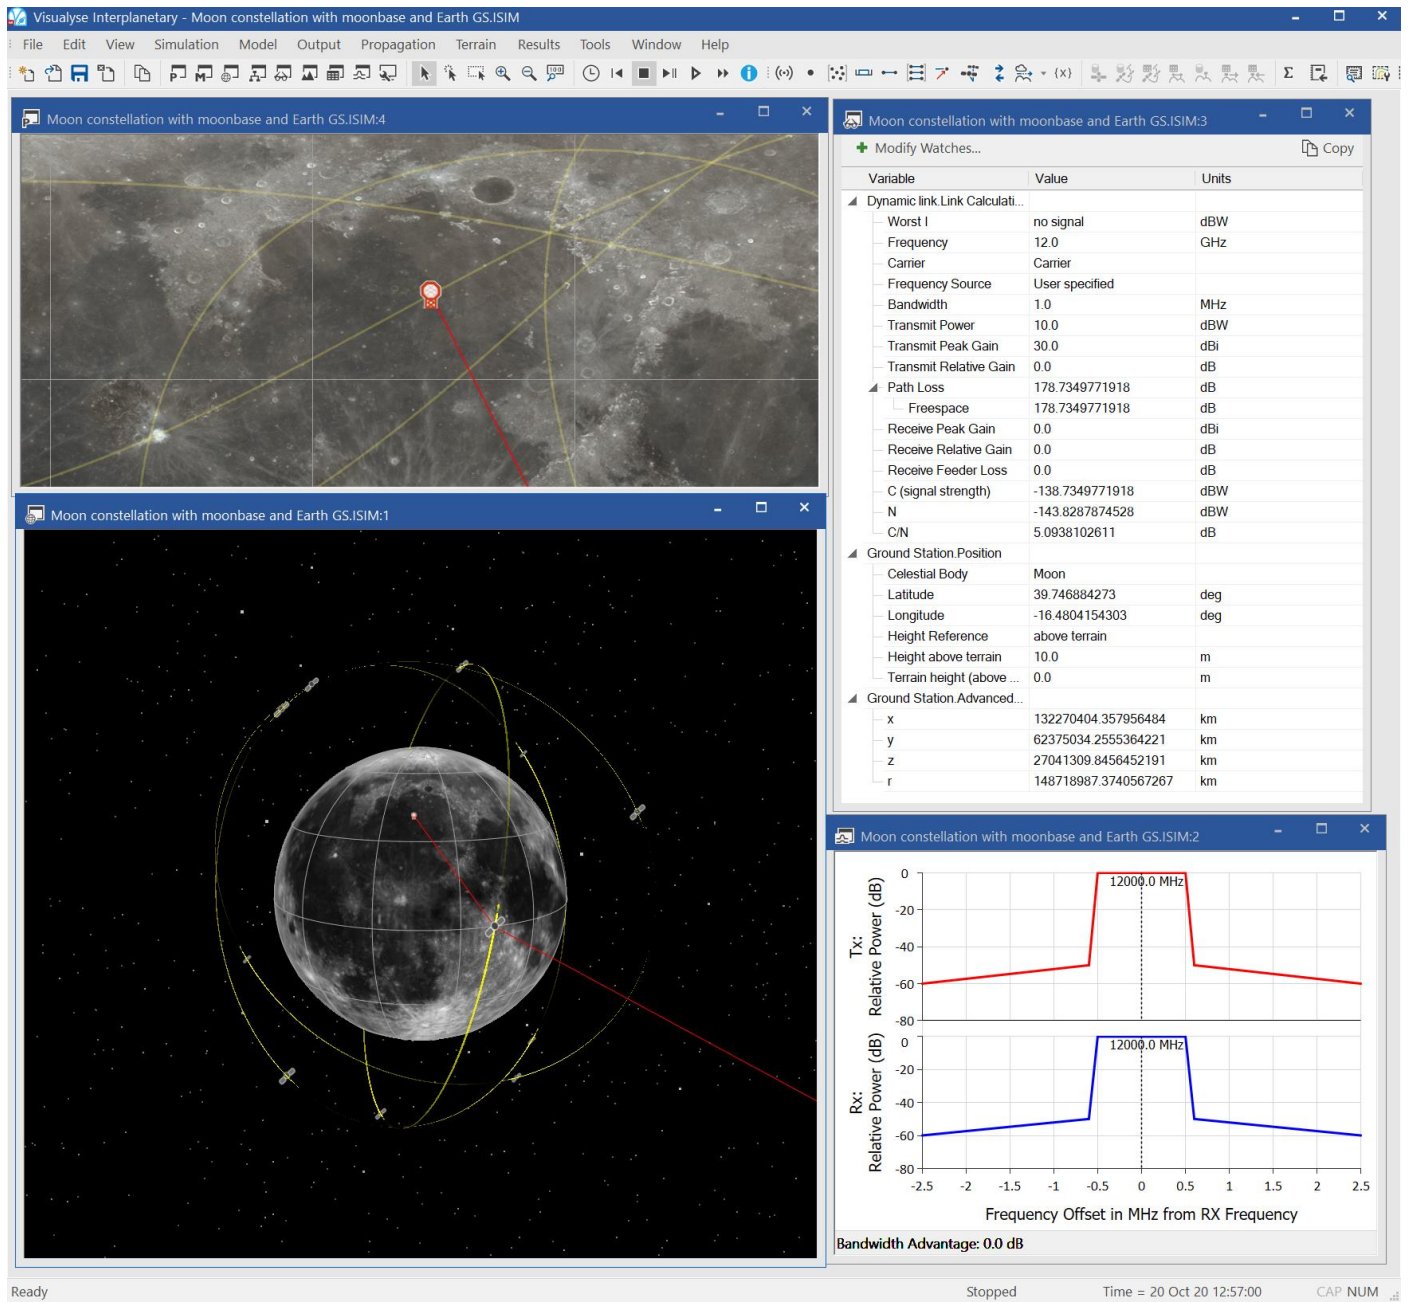 Visualyse Interplanetary - Moon constellation with moonbase and Earth GS.ISIM
File Edit View Simulation Model Output Propagation Terrain Results Tools Window Help
Moon constellation with moonbase and Earth GS.ISIM:4
Moon constellation with moonbase and Earth GS.ISIM:3
Modify Watches... Copy
Variable Value Units
Dynamic link.Link Calculati...
Worst I no signal dBW
Frequency 12.0 GHz
Carrier Carrier
Frequency Source User specified
Bandwidth 1.0 MHz
Transmit Power 10.0 dBW
Transmit Peak Gain 30.0 dBi
Transmit Relative Gain 0.0 dB
Path Loss 178.7349771918 dB
Freespace 178.7349771918 dB
Receive Peak Gain 0.0 dBi
Receive Relative Gain 0.0 dB
Receive Feeder Loss 0.0 dB
C (signal strength) -138.7349771918 dBW
N -143.8287874528 dBW
C/N 5.0938102611 dB
Ground Station.Position
Celestial Body Moon
Latitude 39.746884273 deg
Longitude -16.4804154303 deg
Height Reference above terrain
Height above terrain 10.0 m
Terrain height (above ... 0.0 m
Ground Station.Advanced...
x 132270404.357956484 km
y 62375034.2555364221 km
z 27041309.8456452191 km
r 148718987.3740567267 km
Moon constellation with moonbase and Earth GS.ISIM:1
Moon constellation with moonbase and Earth GS.ISIM:2
Tx:
Relative Power (dB)
0
-20
-40
-60
-80
12000.0 MHz
Rx:
Relative Power (dB)
0
-20
-40
-60
-80
12000.0 MHz
-2.5 -2 -1.5 -1 -0.5 0 0.5 1 1.5 2 2.5
Frequency Offset in MHz from RX Frequency
Bandwidth Advantage: 0.0 dB
Ready Stopped Time = 20 Oct 20 12:57:00 CAP NUM